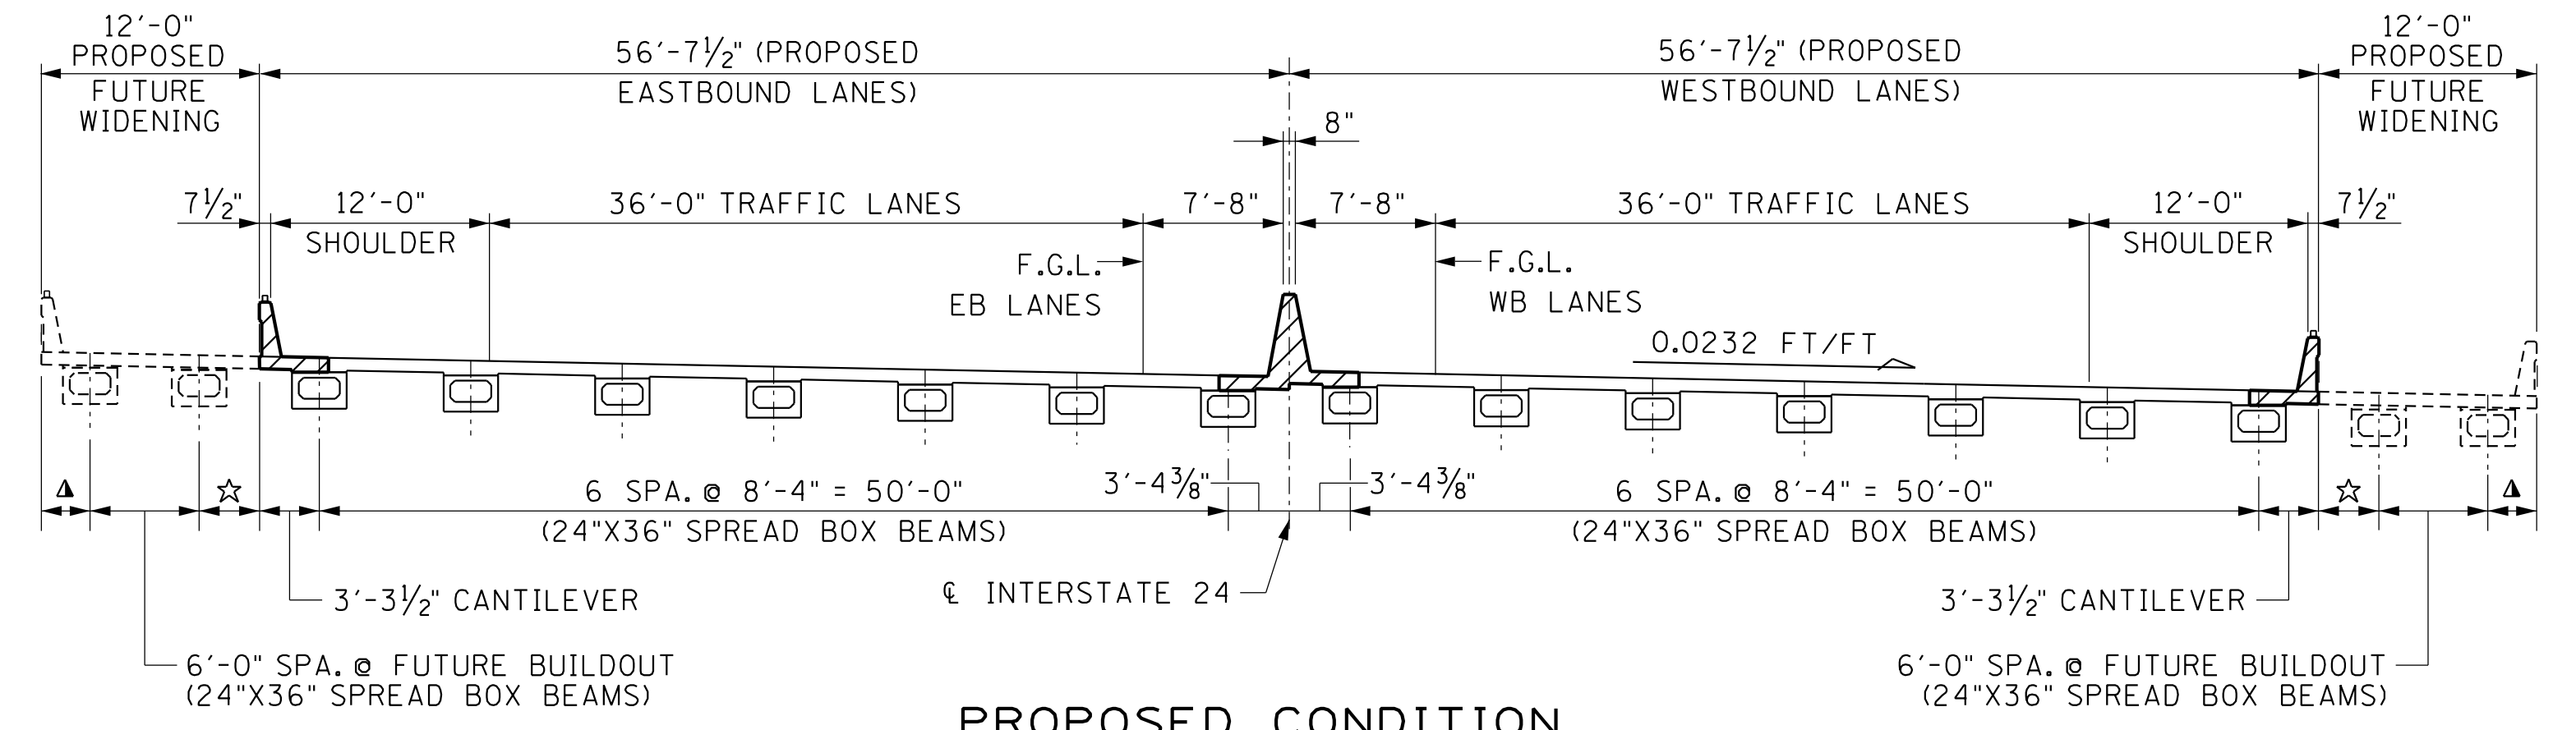 12'-0"
PROPOSED
FUTURE
WIDENING
56'-7½" (PROPOSED
EASTBOUND LANES)
56'-7½" (PROPOSED
WESTBOUND LANES)
12'-0"
PROPOSED
FUTURE
WIDENING
8"
7½"
12'-0"
SHOULDER
36'-0" TRAFFIC LANES
7'-8"
7'-8"
36'-0" TRAFFIC LANES
12'-0"
SHOULDER
7½"
F.G.L.
EB LANES
F.G.L.
WB LANES
0.0232 FT/FT
6 SPA. @ 8'-4" = 50'-0"
(24"X36" SPREAD BOX BEAMS)
3'-4⅜"
3'-4⅜"
6 SPA. @ 8'-4" = 50'-0"
(24"X36" SPREAD BOX BEAMS)
3'-3½" CANTILEVER
℄ INTERSTATE 24
3'-3½" CANTILEVER
6'-0" SPA. @ FUTURE BUILDOUT
(24"X36" SPREAD BOX BEAMS)
6'-0" SPA. @ FUTURE BUILDOUT
(24"X36" SPREAD BOX BEAMS)
PROPOSED CONDITION